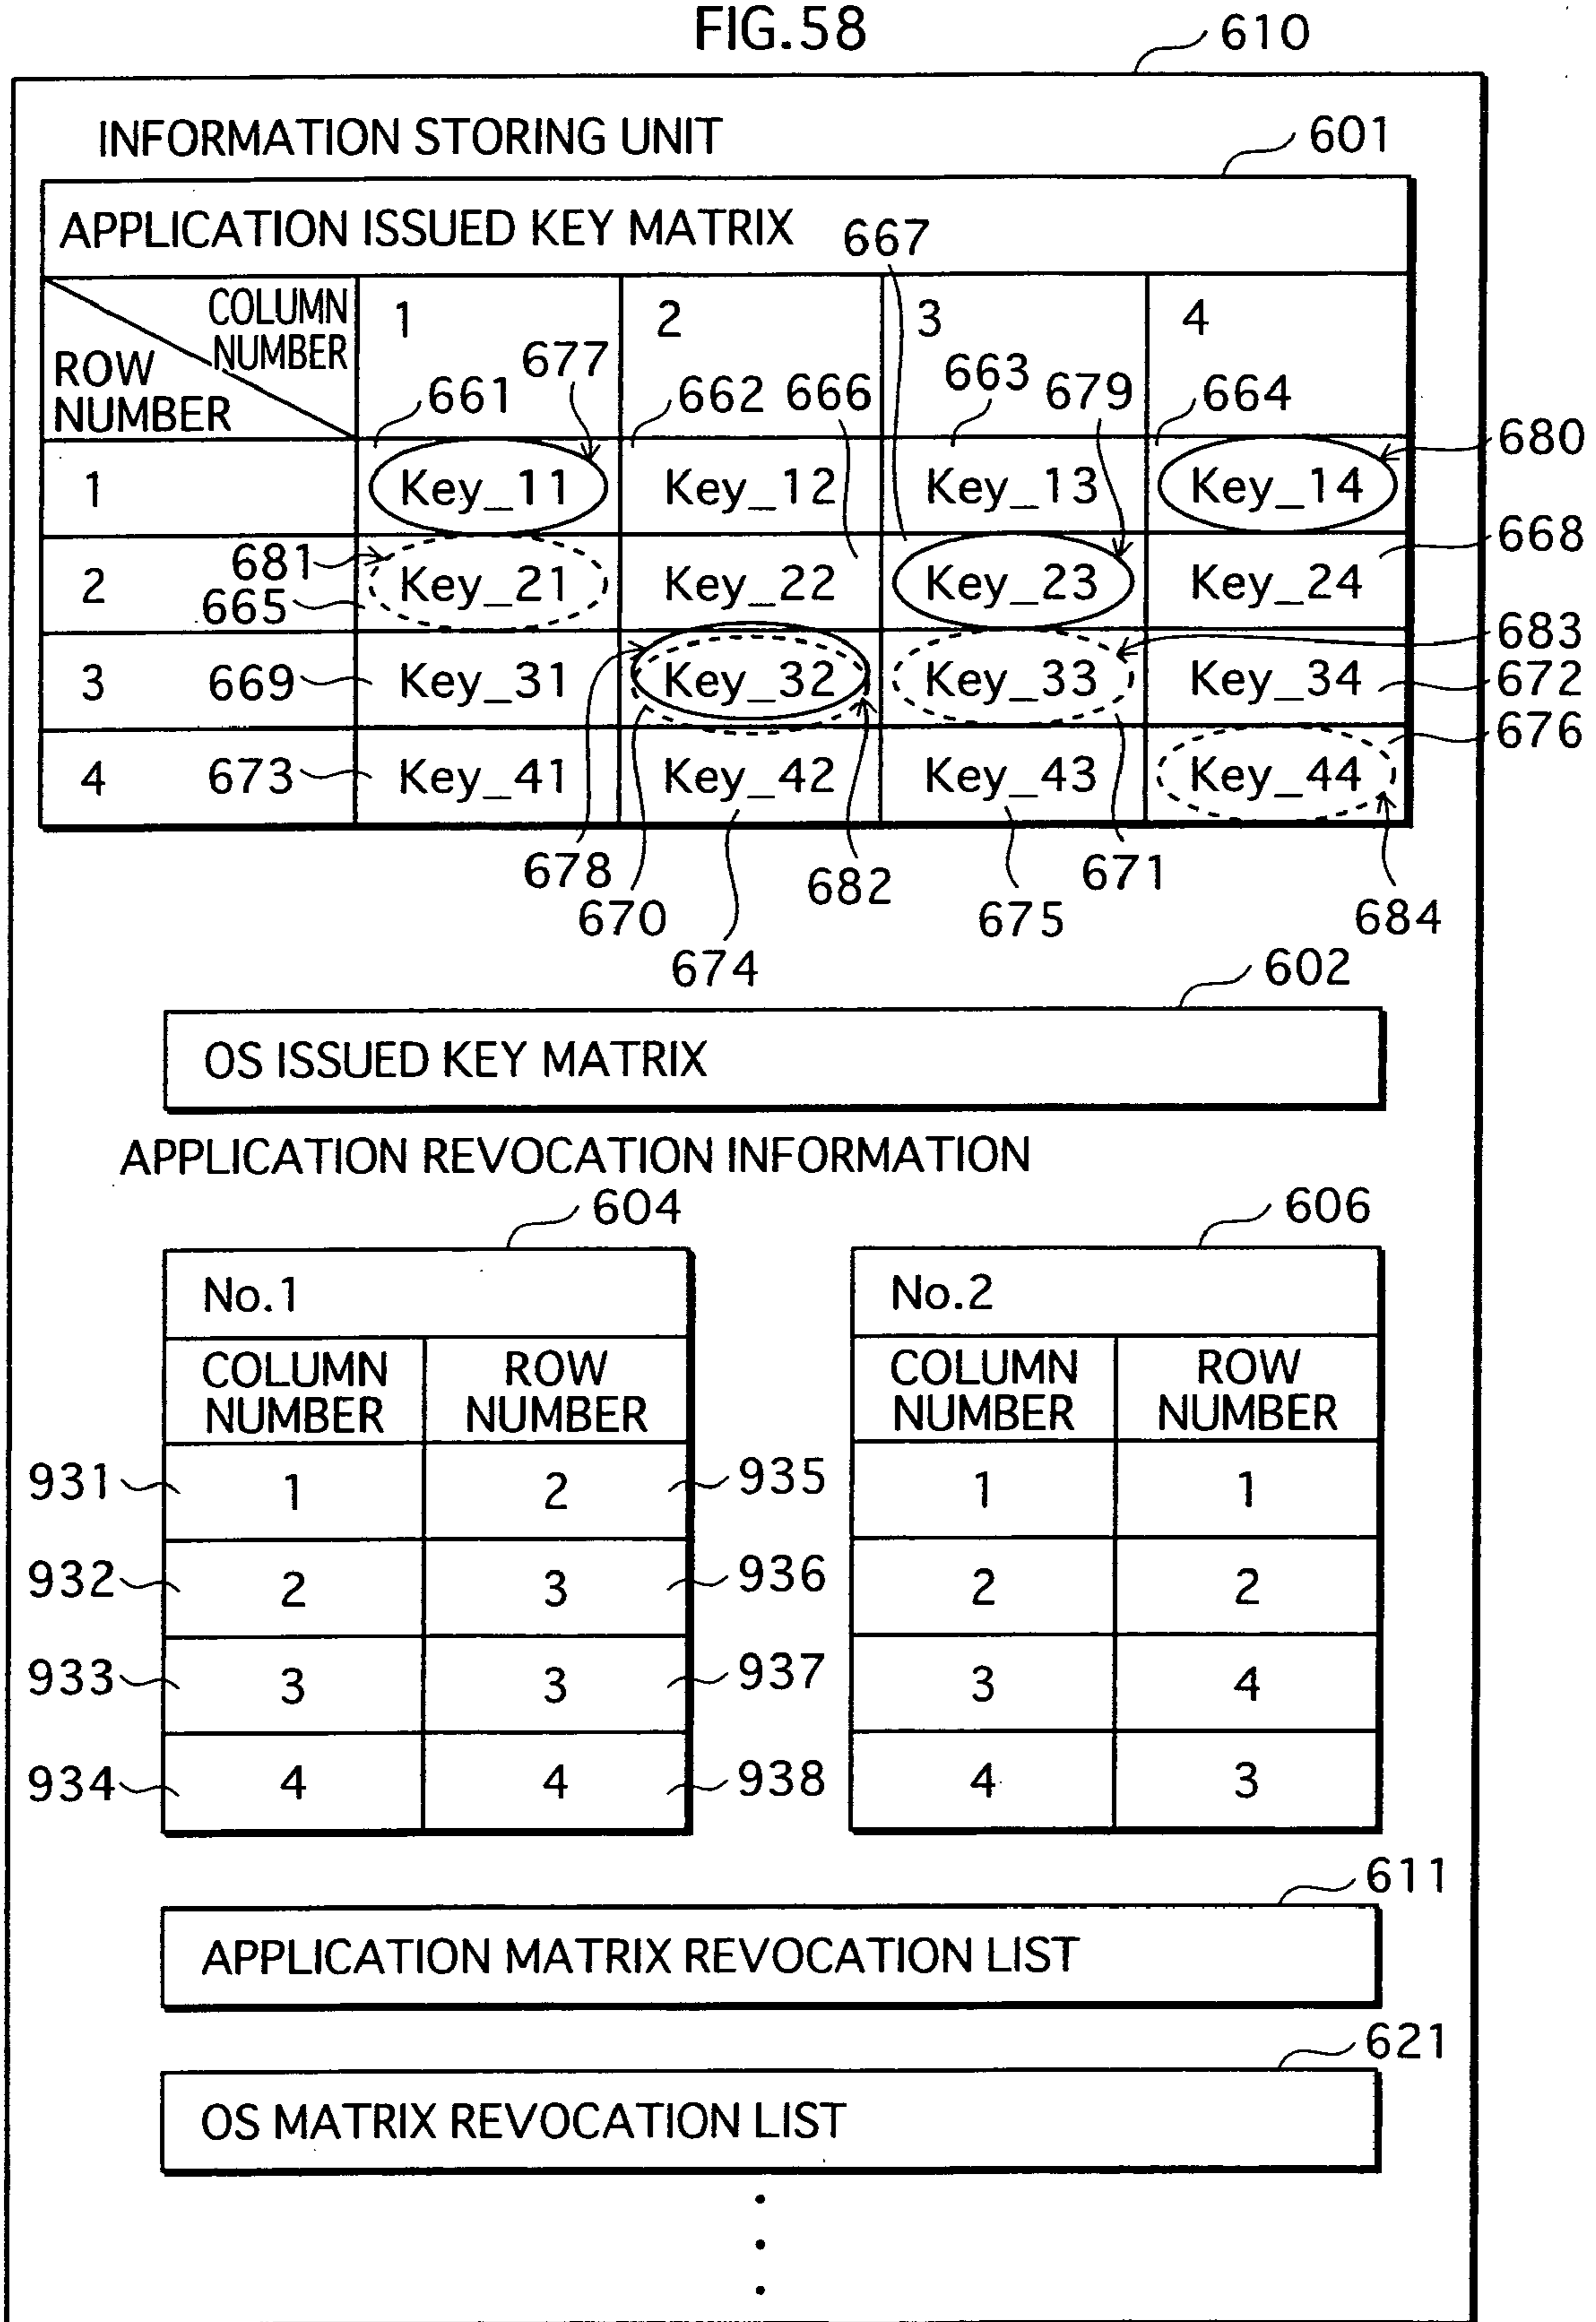 FIG.58
610
INFORMATION STORING UNIT
601
APPLICATION ISSUED KEY MATRIX
667
COLUMN NUMBER
ROW NUMBER
1 2 3 4
661 677 662 666 663 679 664
680
1 Key_11 Key_12 Key_13 Key_14
668
681
2 Key_21 Key_22 Key_23 Key_24
665
683
3 669 Key_31 Key_32 Key_33 Key_34 672
676
4 673 Key_41 Key_42 Key_43 Key_44
678 682 671
670 675 684
674
602
OS ISSUED KEY MATRIX
APPLICATION REVOCATION INFORMATION
604 606
No.1
COLUMN NUMBER ROW NUMBER
931 1 2 935
932 2 3 936
933 3 3 937
934 4 4 938
No.2
COLUMN NUMBER ROW NUMBER
1 1
2 2
3 4
4 3
611
APPLICATION MATRIX REVOCATION LIST
621
OS MATRIX REVOCATION LIST